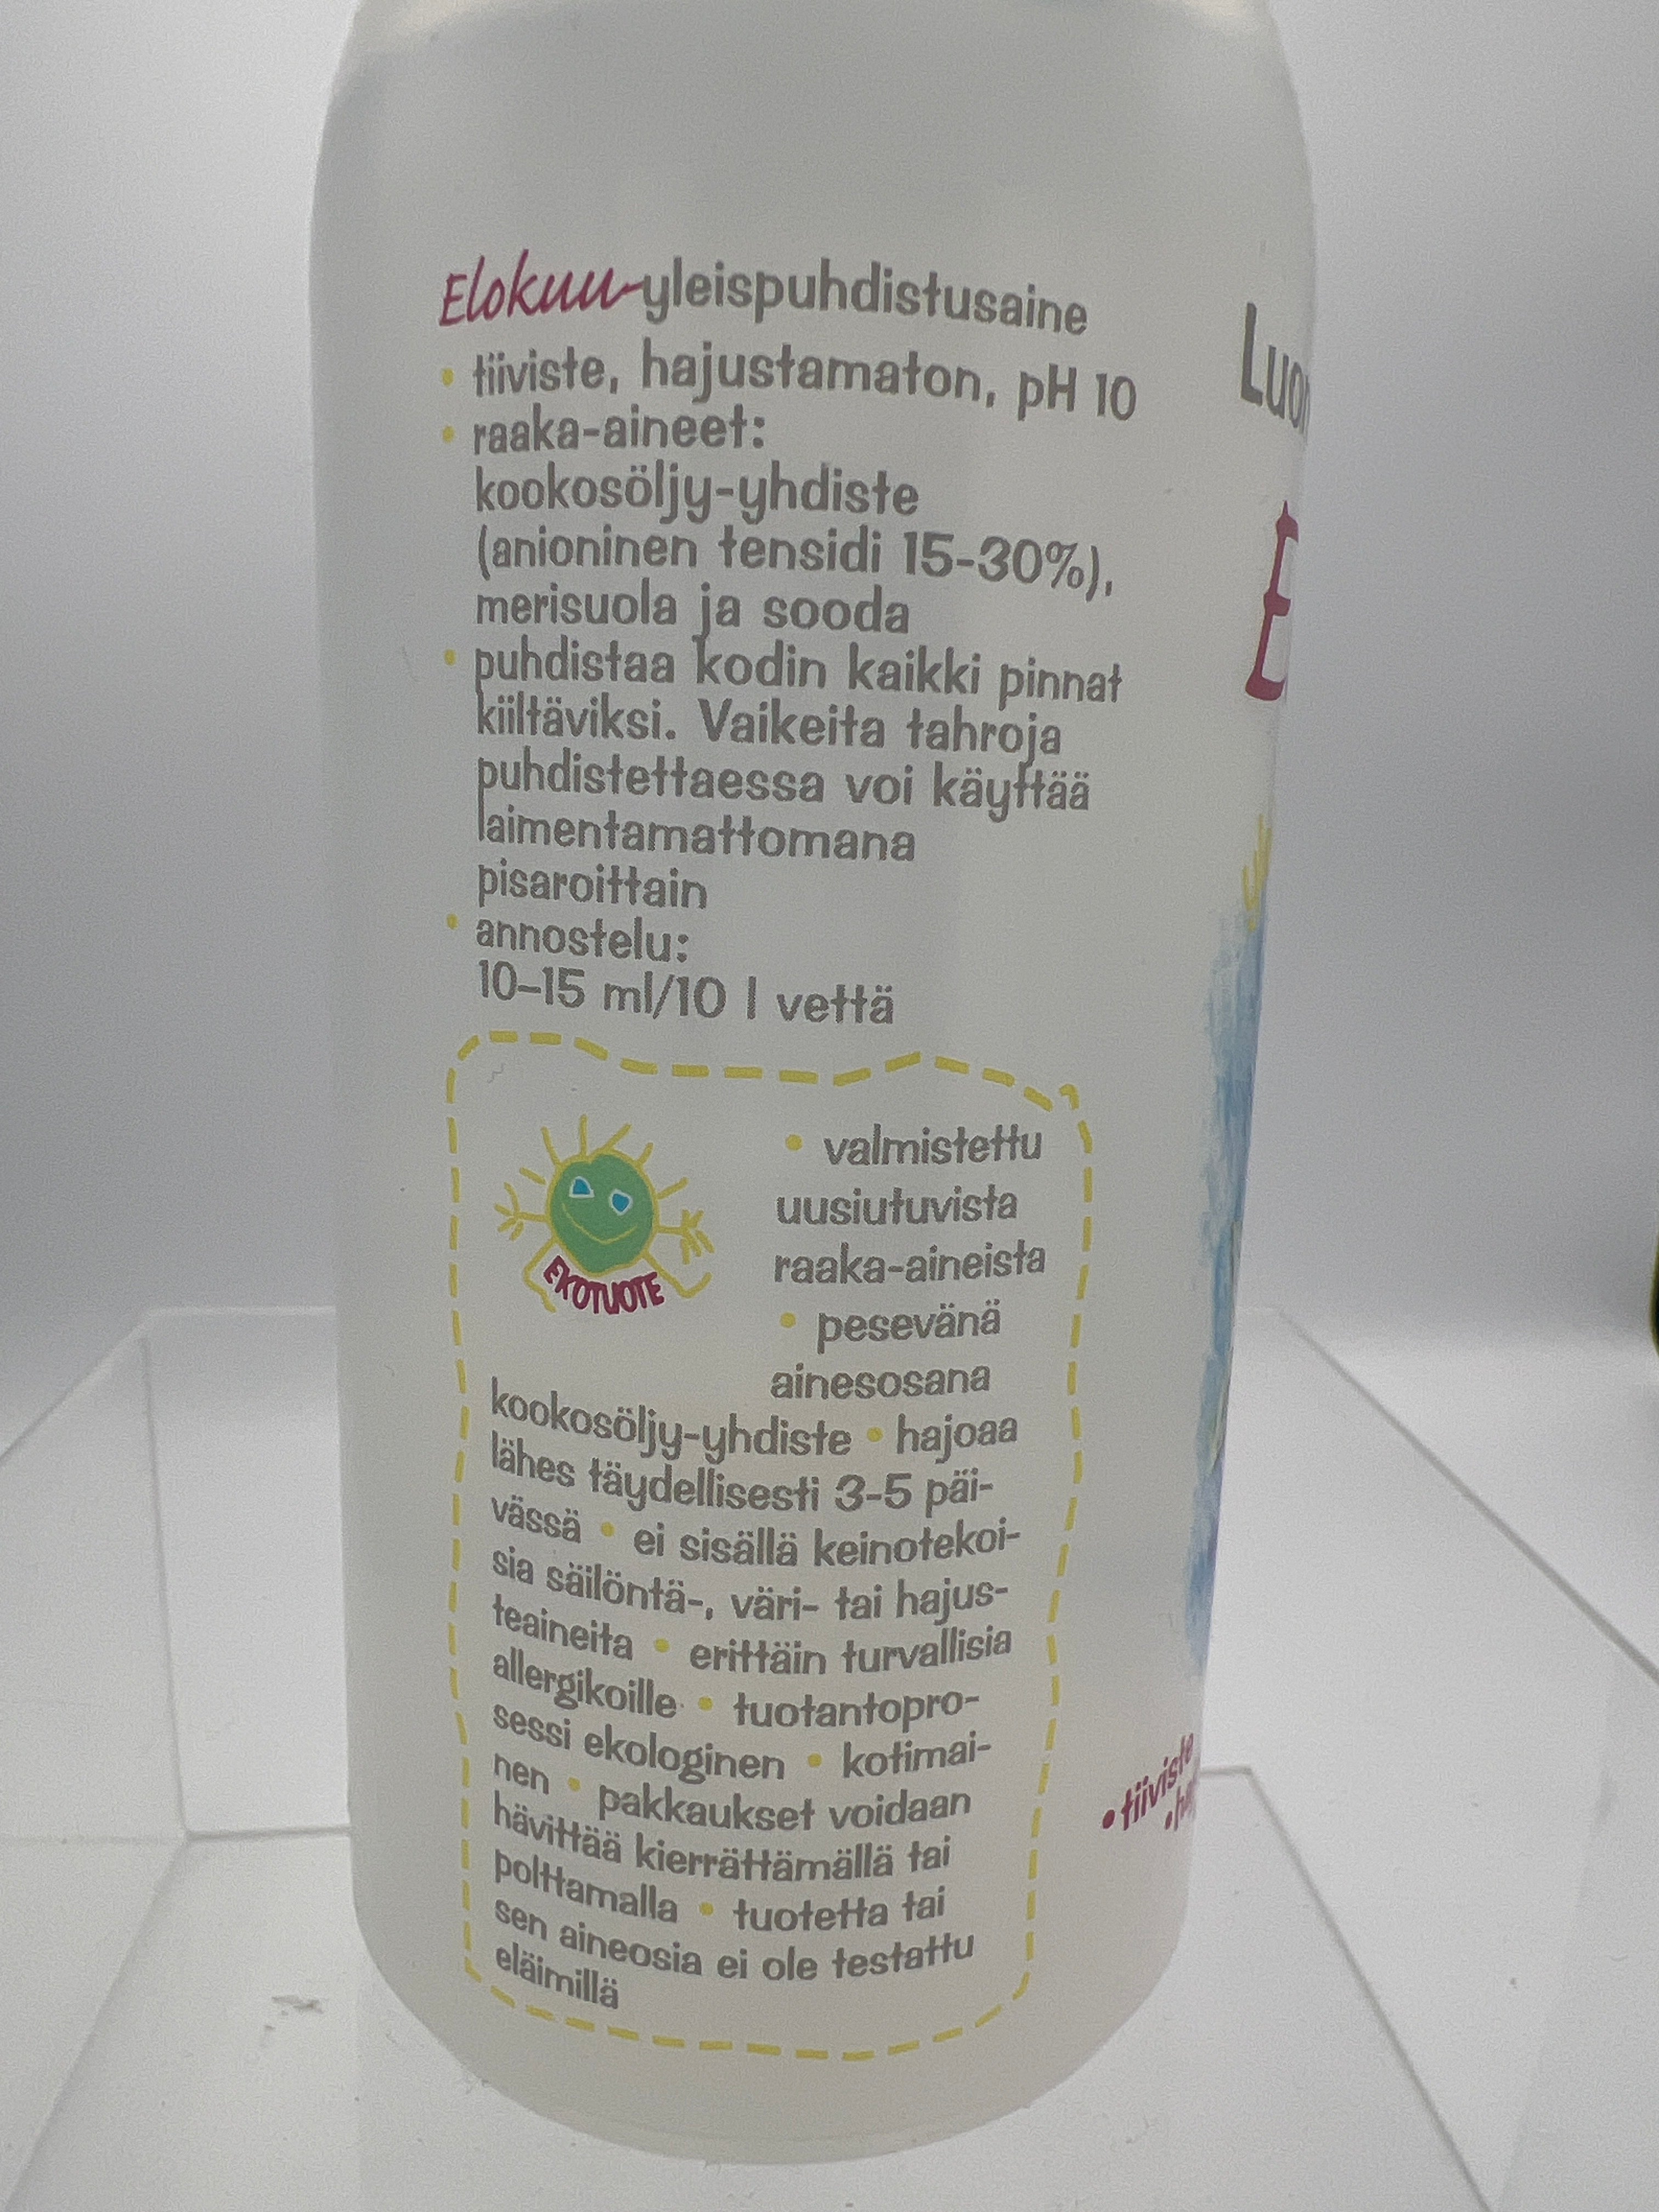 Elokuu-yleispuhdistusaine
• tiiviste, hajustamaton, pH 10
• raaka-aineet:
kookosöljy-yhdiste
(anioninen tensidi 15-30%),
merisuola ja sooda
• puhdistaa kodin kaikki pinnat
kiiltäviksi. Vaikeita tahroja
puhdistettaessa voi käyttää
laimentamattomana
pisaroittain
• annostelu:
10–15 ml/10 l vettä
EKOTUOTE
• valmistettu
uusiutuvista
raaka-aineista
• pesevänä
ainesosana
kookosöljy-yhdiste • hajoaa
lähes täydellisesti 3-5 päi-
vässä • ei sisällä keinotekoi-
sia säilöntä-, väri- tai hajus-
teaineita • erittäin turvallisia
allergikoille • tuotantopro-
sessi ekologinen • kotimai-
nen • pakkaukset voidaan
hävittää kierrättämällä tai
polttamalla • tuotetta tai
sen aineosia ei ole testattu
eläimillä
• tiiviste